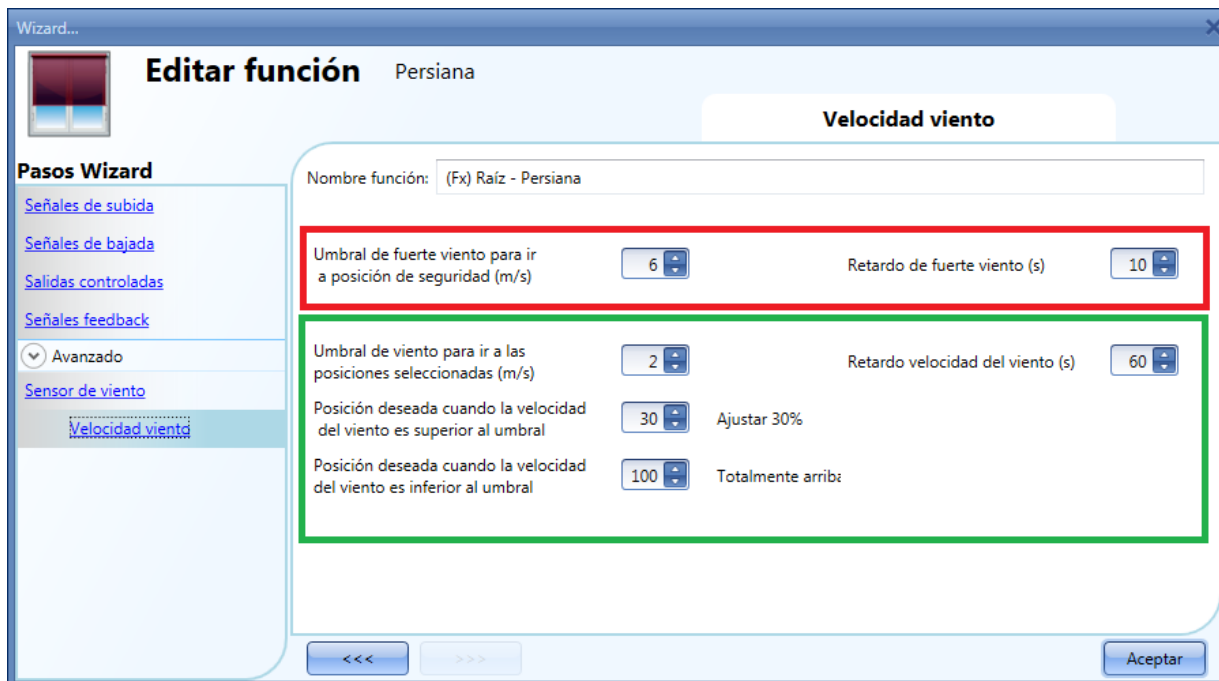 Wizard...
Editar función Persiana
Velocidad viento
Pasos Wizard
Señales de subida
Señales de bajada
Salidas controladas
Señales feedback
Avanzado
Sensor de viento
Velocidad viento
Nombre función: (Fx) Raíz - Persiana
Umbral de fuerte viento para ir
a posición de seguridad (m/s)
6
Retardo de fuerte viento (s)
10
Umbral de viento para ir a las
posiciones seleccionadas (m/s)
2
Retardo velocidad del viento (s)
60
Posición deseada cuando la velocidad
del viento es superior al umbral
30
Ajustar 30%
Posición deseada cuando la velocidad
del viento es inferior al umbral
100
Totalmente arriba
<<<
>>>
Aceptar